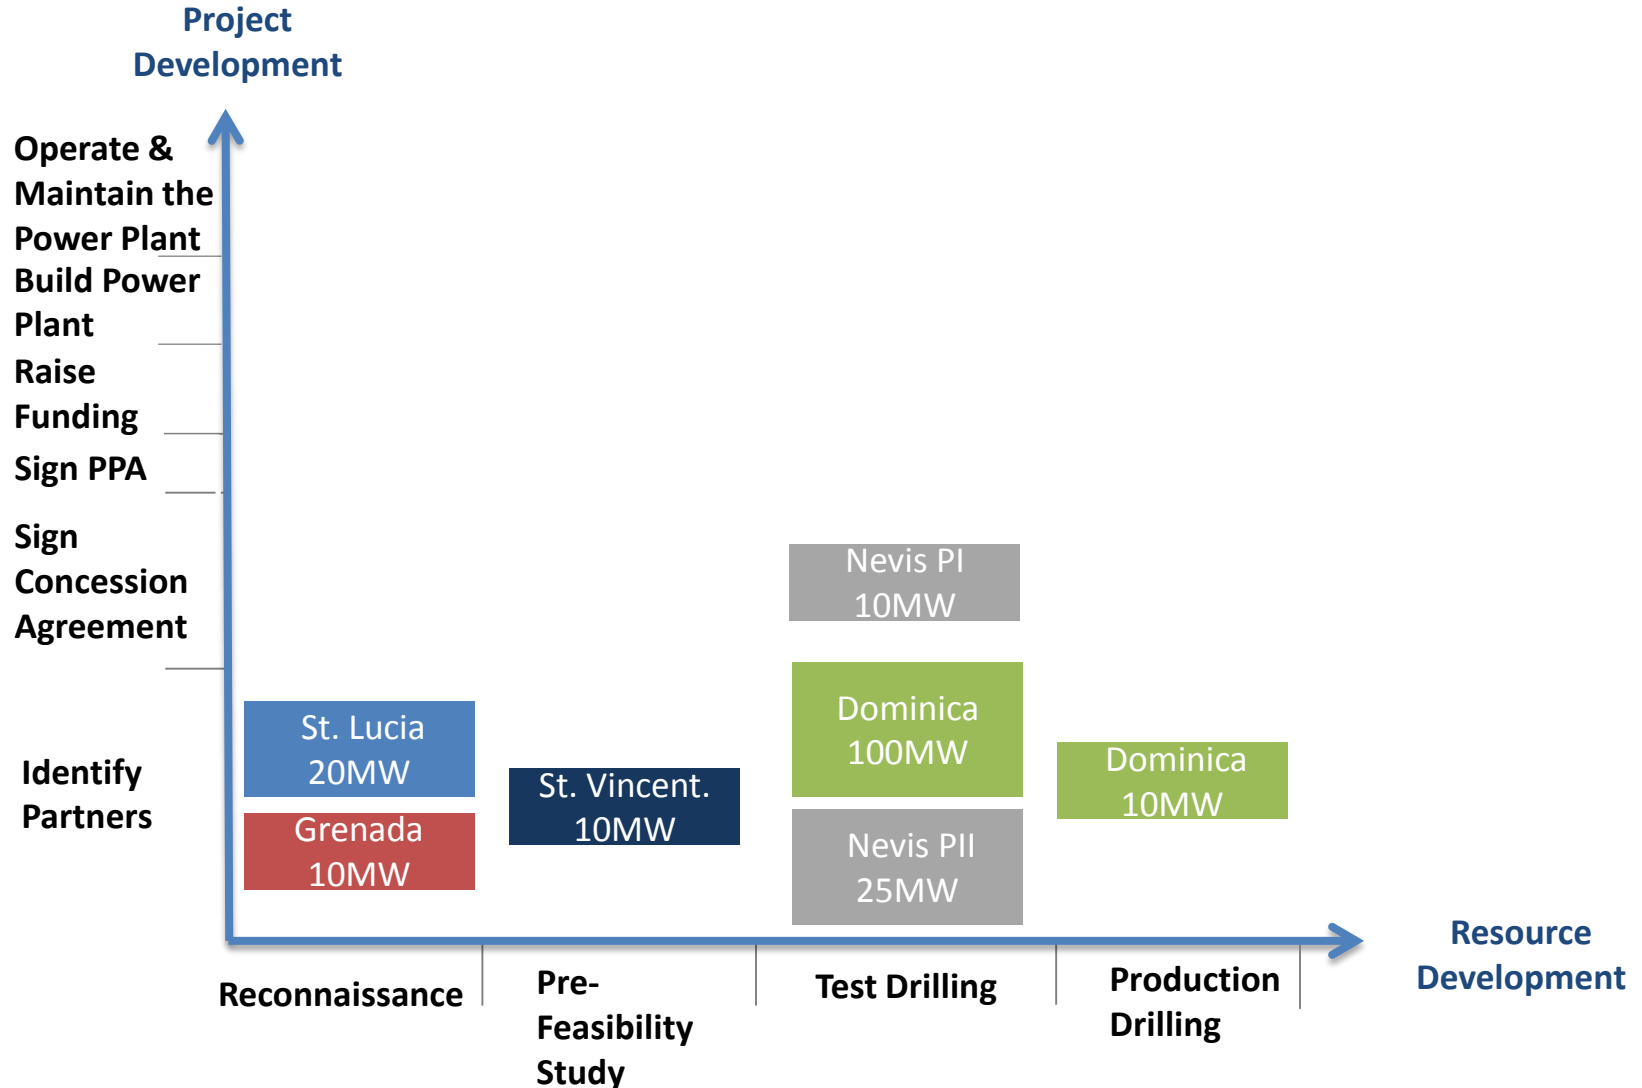 Project
Development
Operate &
Maintain the
Power Plant
Build Power
Plant
Raise
Funding
Sign PPA
Sign
Concession
Agreement
Identify
Partners
Nevis PI
10MW
St. Lucia
20MW
Grenada
10MW
St. Vincent.
10MW
Dominica
100MW
Nevis PII
25MW
Dominica
10MW
Reconnaissance
Pre-
Feasibility
Study
Test Drilling
Production
Drilling
Resource
Development